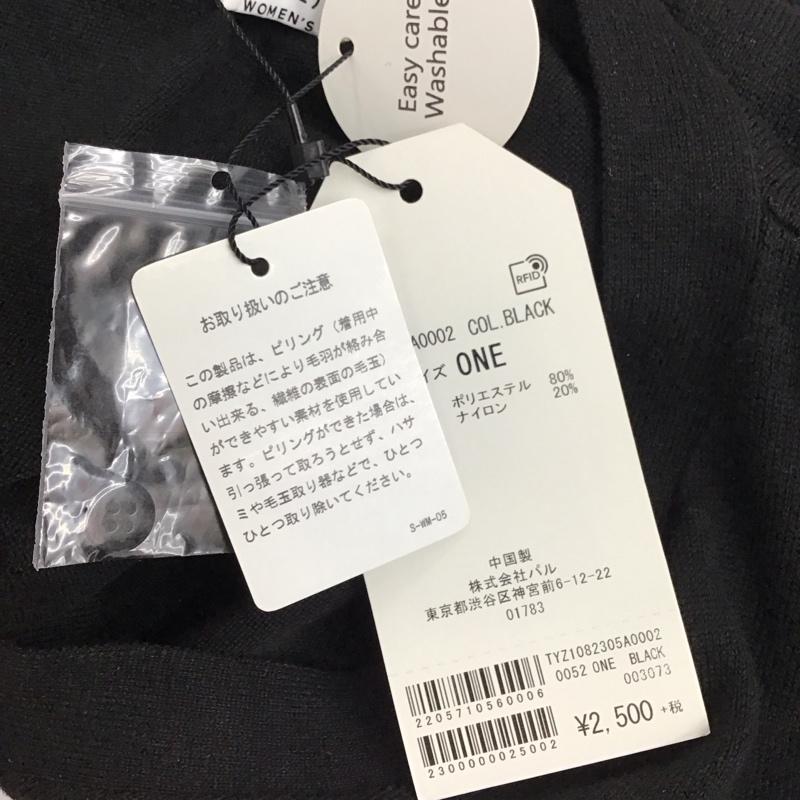 WOMEN'S
Easy care
Washable
お取り扱いのご注意
この製品は、ピリング（着用中
の摩擦などにより毛羽が絡み合
い出来る、繊維の表面の毛玉）
ができやすい素材を使用してい
ます。ピリングができた場合は、
引っ張って取ろうとせず、ハサ
ミや毛玉取り器などで、ひとつ
ひとつ取り除いてください。
S-WM-05
RFID
A0002 COL.BLACK
イズ ONE
ポリエステル 80%
ナイロン 20%
中国製
株式会社パル
東京都渋谷区神宮前6-12-22
01783
TYZ1082305A0002
0052 ONE BLACK
003073
2205710560006
¥2,500 +税
2300000025002